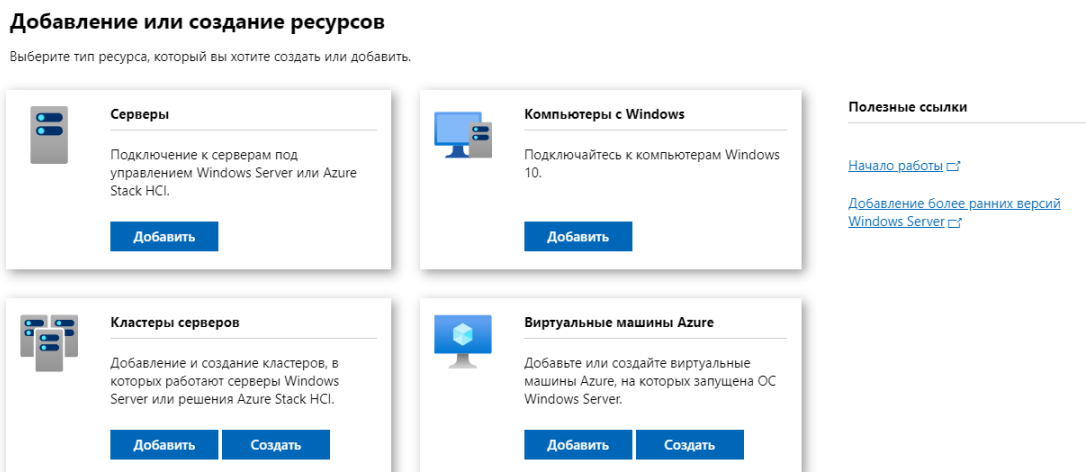 Добавление или создание ресурсов
Выберите тип ресурса, который вы хотите создать или добавить.
Серверы
Подключение к серверам под
управлением Windows Server или Azure
Stack HCI.
Добавить
Компьютеры с Windows
Подключайтесь к компьютерам Windows
10.
Добавить
Полезные ссылки
Начало работы
Добавление более ранних версий
Windows Server
Кластеры серверов
Добавление и создание кластеров, в
которых работают серверы Windows
Server или решения Azure Stack HCI.
Добавить
Создать
Виртуальные машины Azure
Добавьте или создайте виртуальные
машины Azure, на которых запущена ОС
Windows Server.
Добавить
Создать